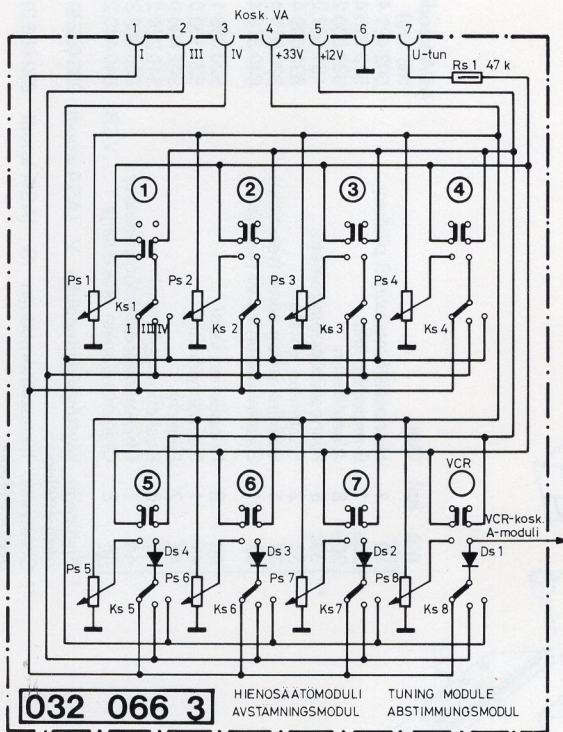 Kosk. VA
1 2 3 4 5 6 7
I III IV +33V +12V U-tun
Rs 1 47 k
1 2 3 4
Ps 1 Ps 2 Ps 3 Ps 4
Ks 1 Ks 2 Ks 3 Ks 4
I III IV
5 6 7 VCR
VCR-kosk.
A-moduli
Ds 4 Ds 3 Ds 2 Ds 1
Ps 5 Ps 6 Ps 7 Ps 8
Ks 5 Ks 6 Ks 7 Ks 8
032 066 3
HIENOSÄÄTÖMODULI TUNING MODULE
AVSTÄMNINGSMODUL ABSTIMMUNGSMODUL